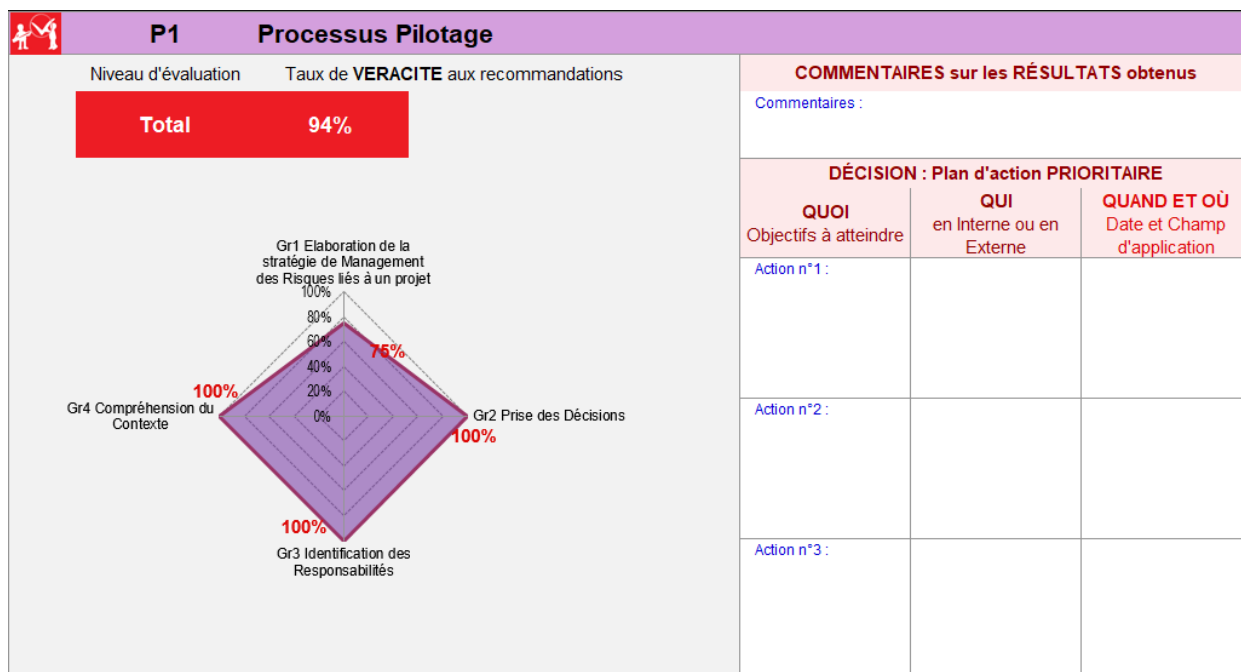 P1 Processus Pilotage
Niveau d'évaluation Taux de VERACITE aux recommandations
Total 94%
Gr1 Elaboration de la
stratégie de Management
des Risques liés à un projet
100%
80%
60%
75%
40%
20%
0%
100%
Gr4 Compréhension du
Contexte
Gr2 Prise des Décisions
100%
100%
Gr3 Identification des
Responsabilités
COMMENTAIRES sur les RÉSULTATS obtenus
Commentaires :
DÉCISION : Plan d'action PRIORITAIRE
QUOI
Objectifs à atteindre
QUI
en Interne ou en
Externe
QUAND ET OÙ
Date et Champ
d'application
Action n°1 :
Action n°2 :
Action n°3 :